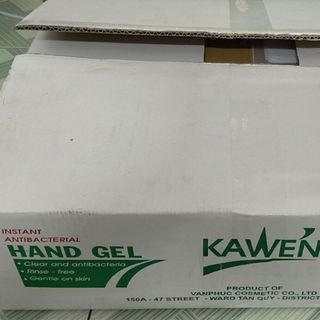 INSTANT
ANTIBACTERIAL
HAND GEL
• Clear and antibacteria
• Rinse - free
• Gentle on skin
KAWEN
PRODUCT OF
VANPHUC COSMETIC CO., LTD
150A - 47 STREET - WARD TAN QUY - DISTRICT